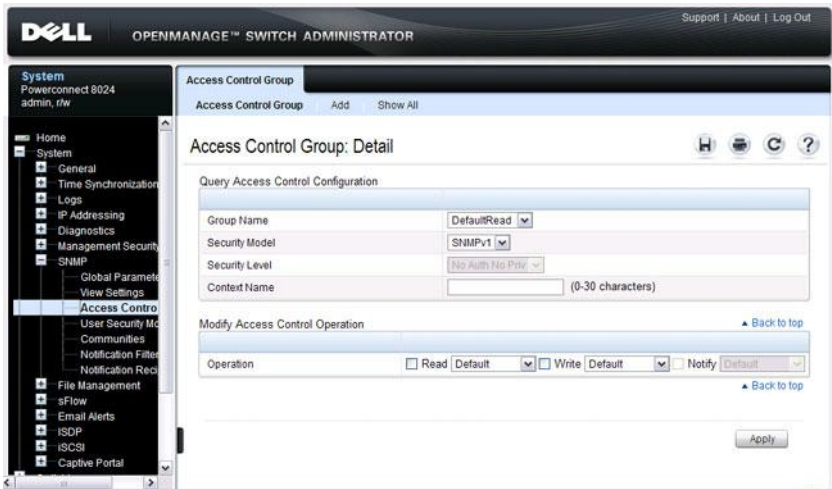 Support | About | Log Out
DELL OPENMANAGE™ SWITCH ADMINISTRATOR
System
Powerconnect 8024
admin, r/w
Home
System
General
Time Synchronization
Logs
IP Addressing
Diagnostics
Management Security
SNMP
Global Paramete
View Settings
Access Contro
User Security Mo
Communities
Notification Filter
Notification Reci
File Management
sFlow
Email Alerts
ISDP
iSCSI
Captive Portal
Access Control Group
Access Control Group Add Show All
Access Control Group: Detail
Query Access Control Configuration
Group Name DefaultRead
Security Model SNMPv1
Security Level No Auth No Priv
Context Name (0-30 characters)
Modify Access Control Operation Back to top
Operation Read Default Write Default Notify Default
Back to top
Apply